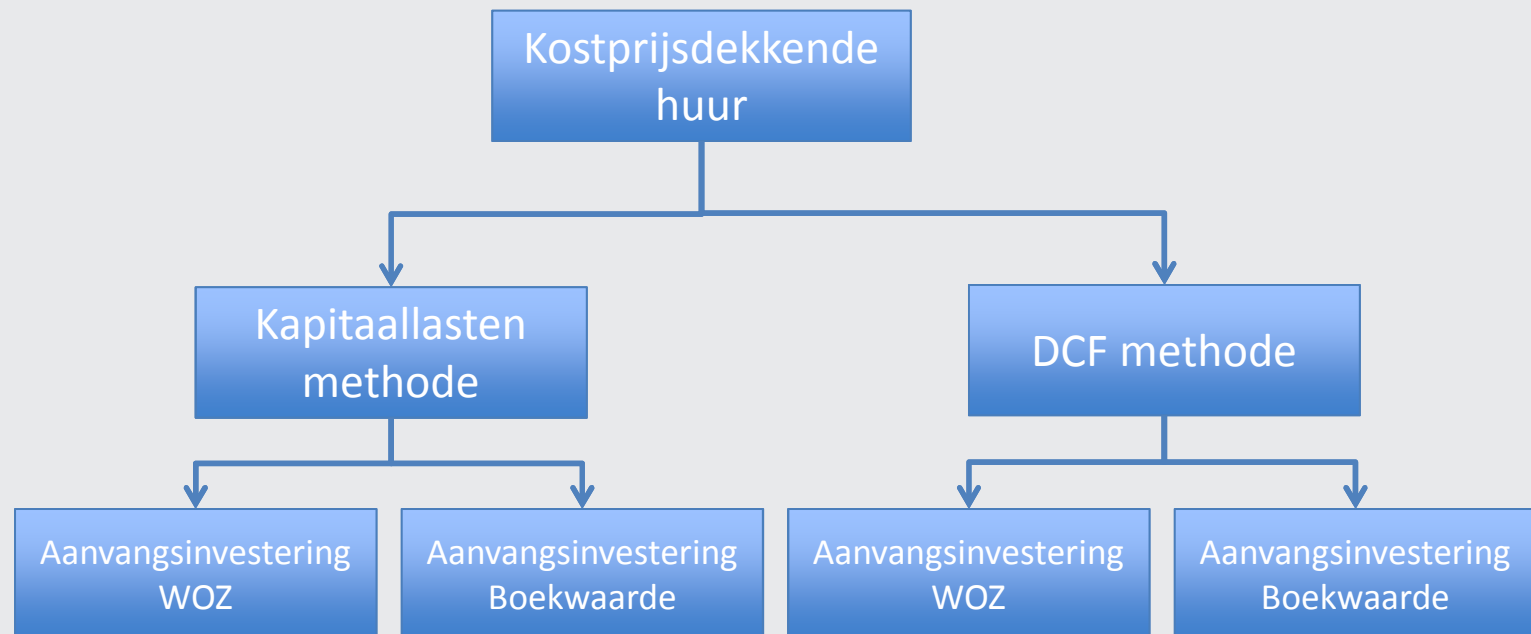 Kostprijsdekkende
huur
Kapitaallasten
methode
DCF methode
Aanvangsinvestering
WOZ
Aanvangsinvestering
Boekwaarde
Aanvangsinvestering
WOZ
Aanvangsinvestering
Boekwaarde